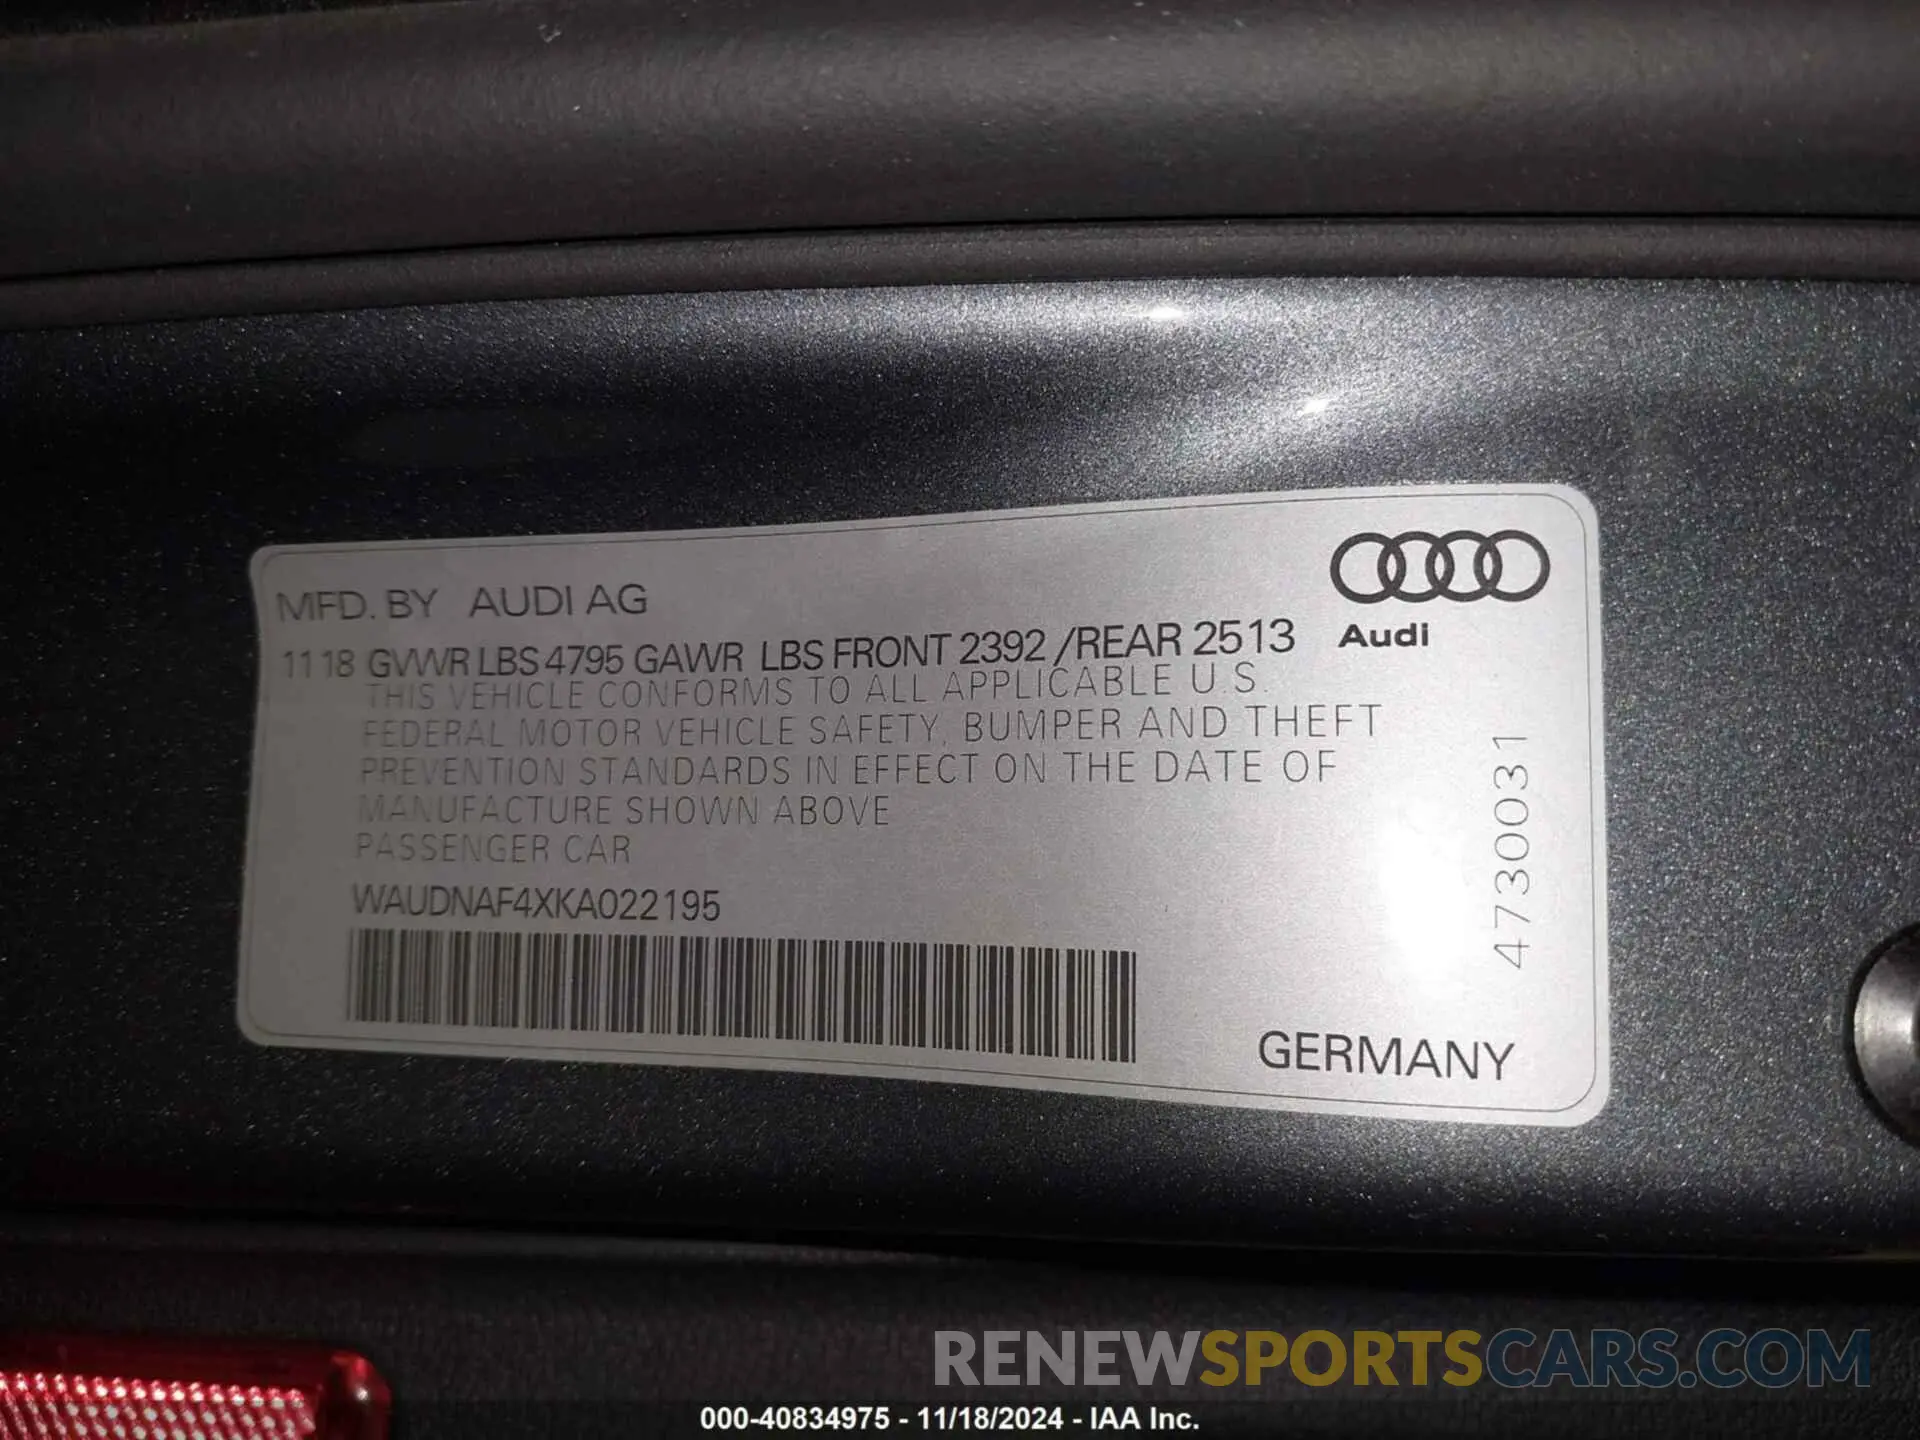 MFD. BY AUDI AG
Audi
11 18 GVWR LBS 4795 GAWR LBS FRONT 2392 /REAR 2513
THIS VEHICLE CONFORMS TO ALL APPLICABLE U.S.
FEDERAL MOTOR VEHICLE SAFETY, BUMPER AND THEFT
PREVENTION STANDARDS IN EFFECT ON THE DATE OF
MANUFACTURE SHOWN ABOVE
PASSENGER CAR
WAUDNAF4XKA022195
4730031
GERMANY
RENEWSPORTSCARS.COM
000-40834975 - 11/18/2024 - IAA Inc.